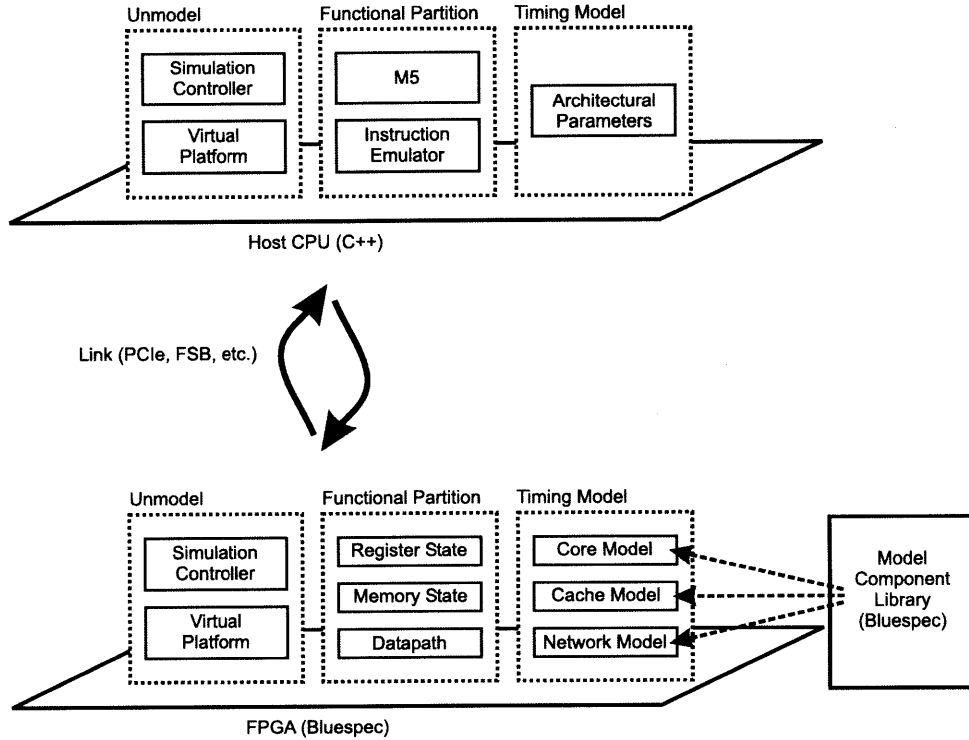 Unmodel
Functional Partition
Timing Model
Simulation
Controller
Virtual
Platform
M5
Instruction
Emulator
Architectural
Parameters
Host CPU (C++)
Link (PCIe, FSB, etc.)
Unmodel
Functional Partition
Timing Model
Simulation
Controller
Virtual
Platform
Register State
Memory State
Datapath
Core Model
Cache Model
Network Model
Model
Component
Library
(Bluespec)
FPGA (Bluespec)